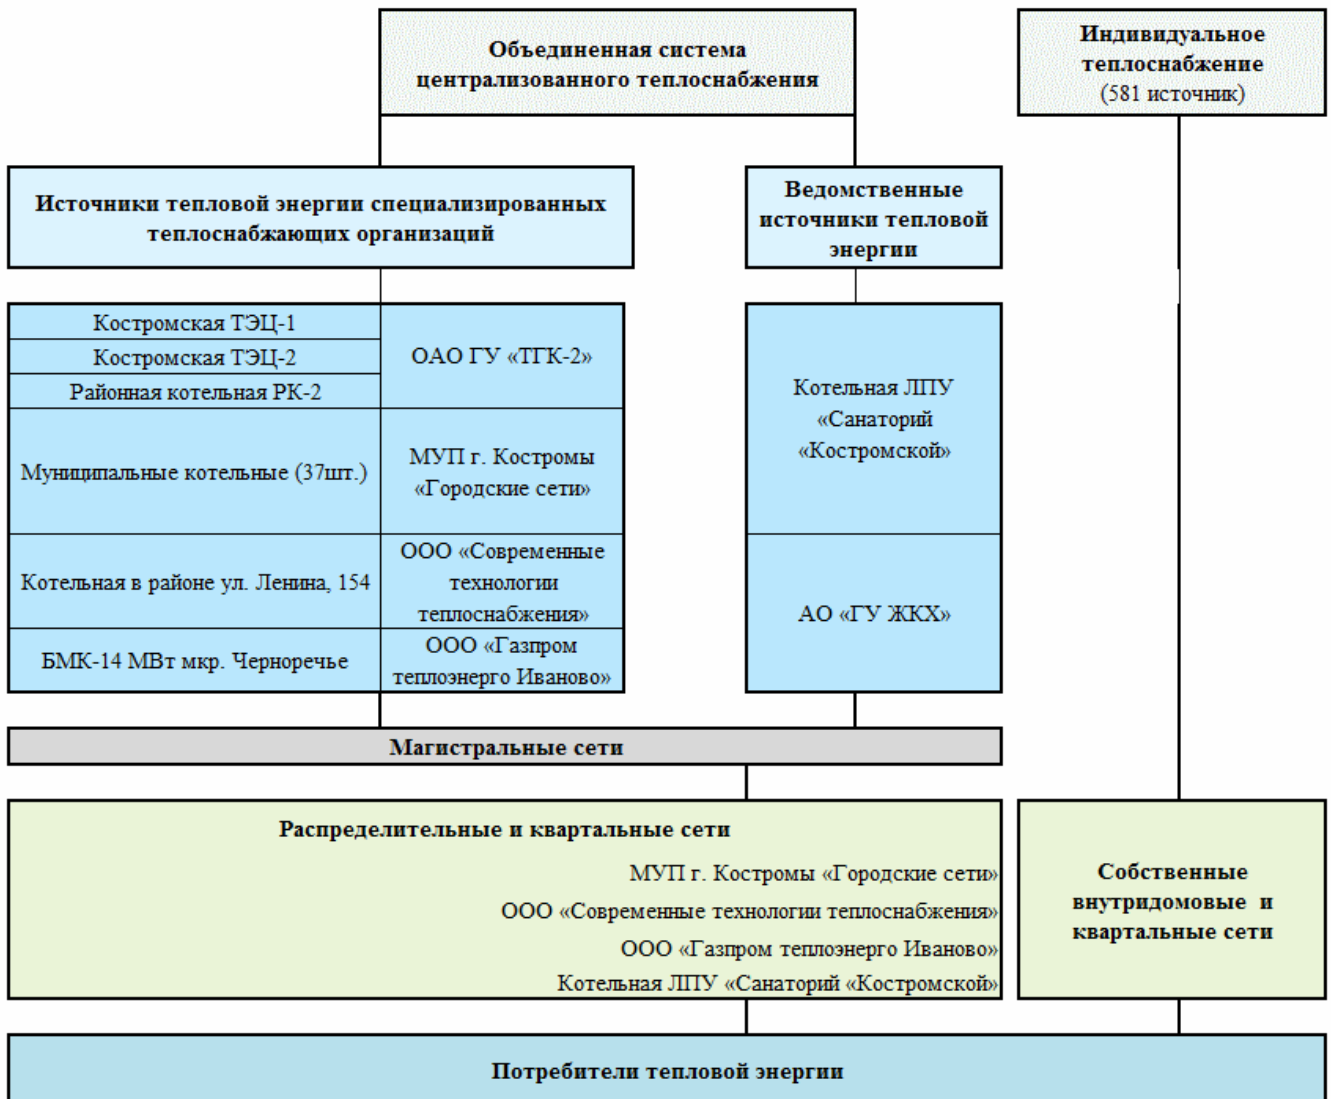 Объединенная система
централизованного теплоснабжения
Индивидуальное
теплоснабжение
(581 источник)
Источники тепловой энергии специализированных
теплоснабжающих организаций
Ведомственные
источники тепловой
энергии
Костромская ТЭЦ-1
Костромская ТЭЦ-2
Районная котельная РК-2
ОАО ГУ «ТГК-2»
Муниципальные котельные (37шт.)
МУП г. Костромы
«Городские сети»
Котельная в районе ул. Ленина, 154
ООО «Современные
технологии
теплоснабжения»
БМК-14 МВт мкр. Черноречье
ООО «Газпром
теплоэнерго Иваново»
Котельная ЛПУ
«Санаторий
«Костромской»
АО «ГУ ЖКХ»
Магистральные сети
Распределительные и квартальные сети
МУП г. Костромы «Городские сети»
ООО «Современные технологии теплоснабжения»
ООО «Газпром теплоэнерго Иваново»
Котельная ЛПУ «Санаторий «Костромской»
Собственные
внутридомовые и
квартальные сети
Потребители тепловой энергии